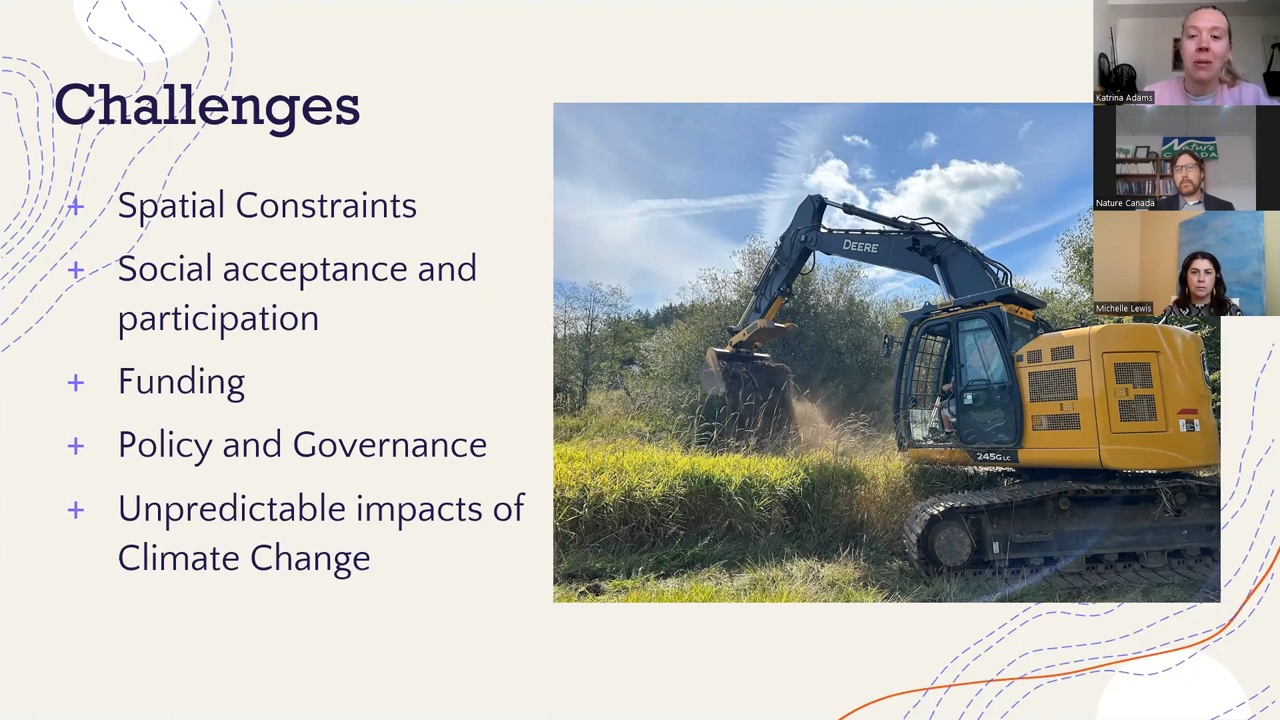 Challenges
+ Spatial Constraints
+ Social acceptance and
participation
+ Funding
+ Policy and Governance
+ Unpredictable impacts of
Climate Change
DEERE
245G LC
Katrina Adams
Nature
CANADA
Nature Canada
Michelle Lewis